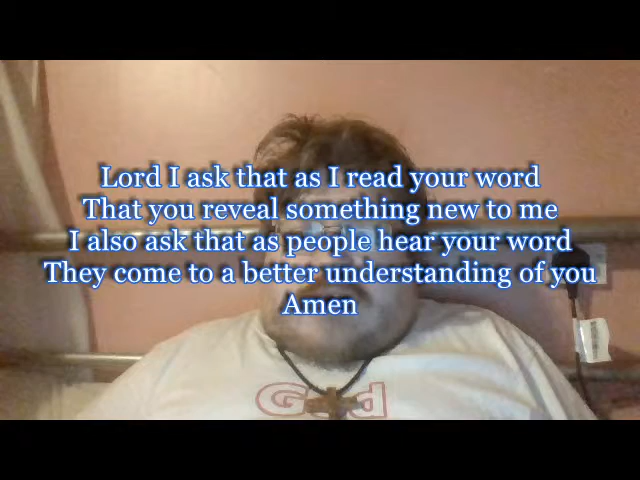 Lord I ask that as I read your word
That you reveal something new to me
I also ask that as people hear your word
They come to a better understanding of you
Amen
God